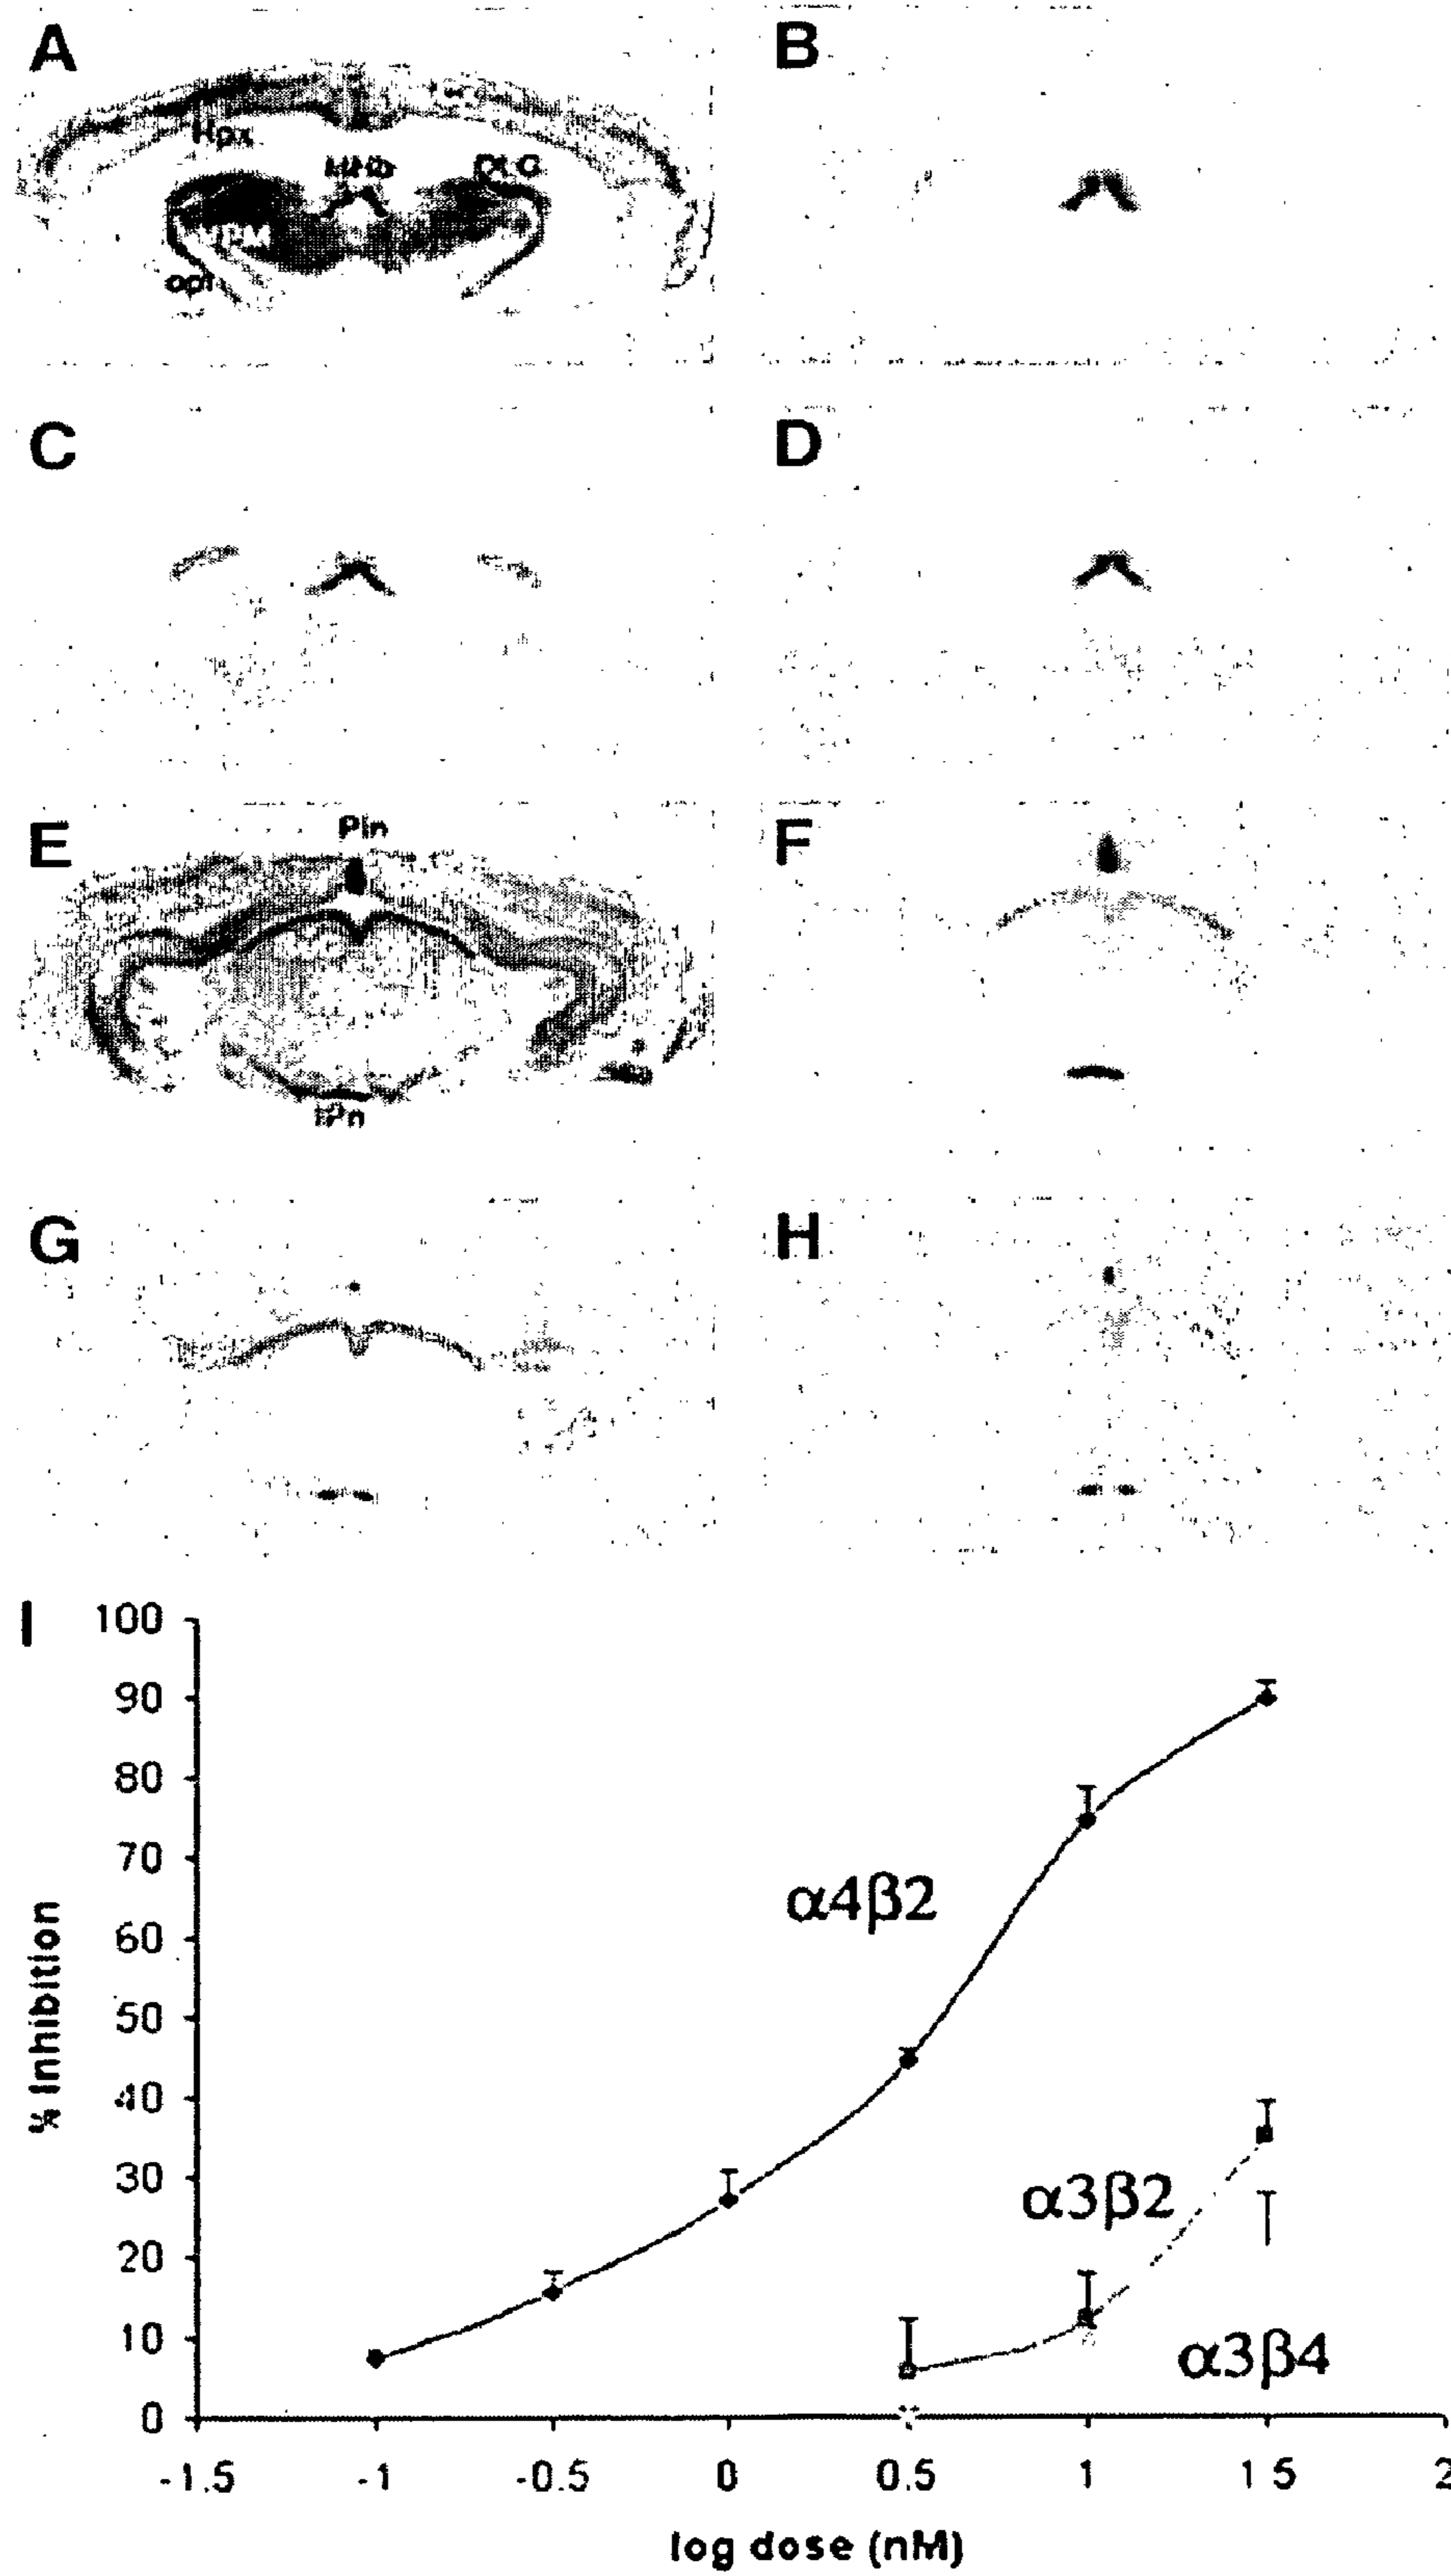 A
B
Hpx
MHb
DLG
VPM
opt
C
D
E
Pin
F
IPn
G
H
I
100
90
80
70
60
50
40
30
20
10
0
% Inhibition
α4β2
α3β2
α3β4
-1.5
-1
-0.5
0
0.5
1
1 5
2
log dose (nM)